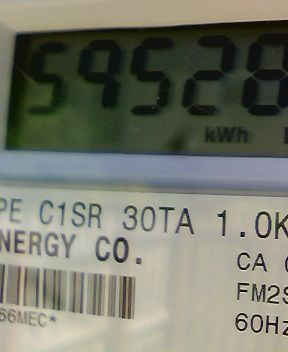 59528
kWh
PE C1SR 30TA 1.0K
NERGY CO.
CA
FM2S
66MEC*
60Hz